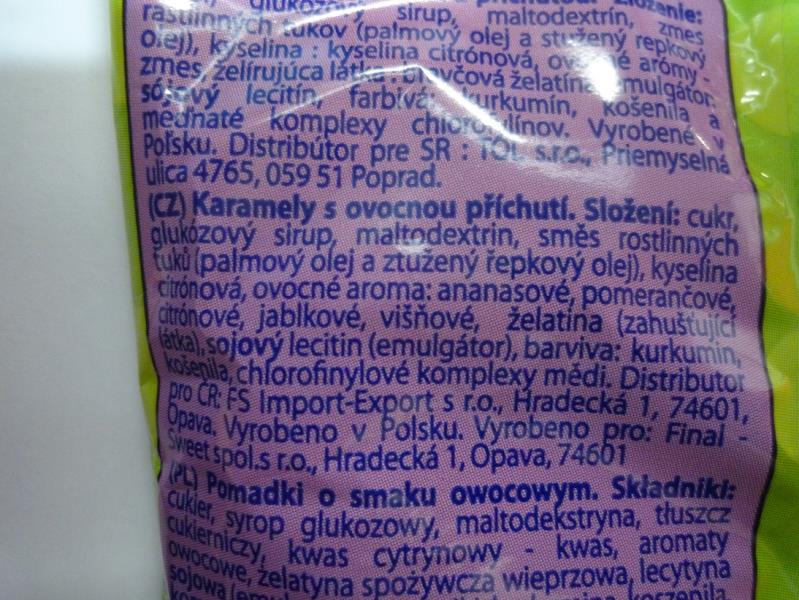 glukózový sirup, maltodextrín, zmes
rastlinných tukov (palmový olej a stužený repkový
olej), kyselina : kyselina citrónová, ovocné arómy -
zmes, želírujúca látka: bravčová želatína, emulgátor:
sójový lecitín, farbivá: kurkumín, košenila a
meďnaté komplexy chlorofylínov. Vyrobené v
Poľsku. Distribútor pre SR : TOL s.r.o., Priemyselná
ulica 4765, 059 51 Poprad.
(CZ) Karamely s ovocnou příchutí. Složení: cukr,
glukózový sirup, maltodextrin, směs rostlinných
tuků (palmový olej a ztužený řepkový olej), kyselina
citrónová, ovocné aroma: ananasové, pomerančové,
citrónové, jablkové, višňové, želatina (zahušťující
látka), sojový lecitin (emulgátor), barviva: kurkumin,
košenila, chlorofinylové komplexy mědi. Distributor
pro ČR: FS Import-Export s r.o., Hradecká 1, 74601,
Opava. Vyrobeno v Polsku. Vyrobeno pro: Final -
Sweet spol.s r.o., Hradecká 1, Opava, 74601
(PL) Pomadki o smaku owocowym. Składniki:
cukier, syrop glukozowy, maltodekstryna, tłuszcz
cukierniczy, kwas cytrynowy - kwas, aromaty
owocowe, żelatyna spożywcza wieprzowa, lecytyna
sojowa